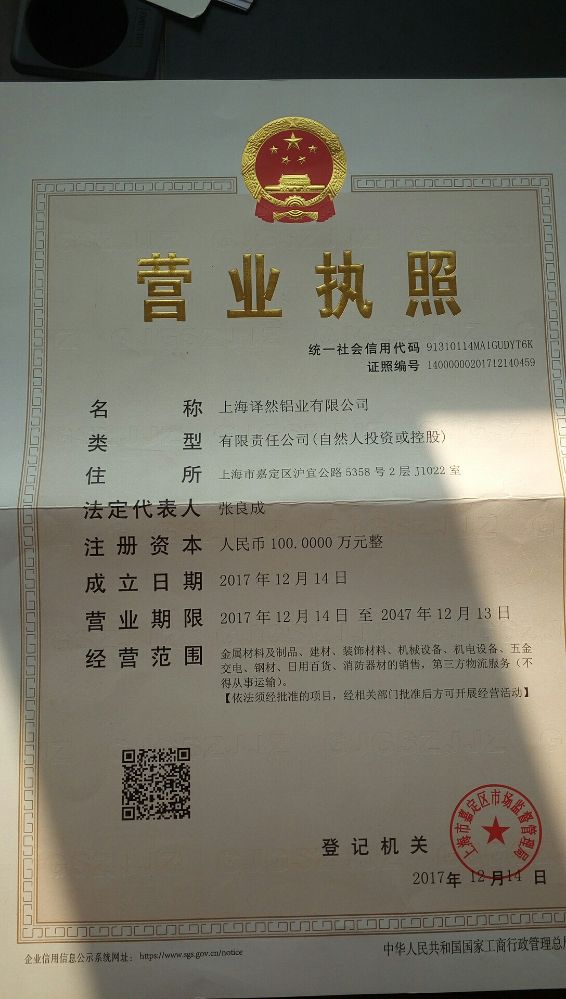 营业执照
统一社会信用代码 91310114MA1GUDYT6K
证照编号 14000000201712140459
名称 上海译然铝业有限公司
类型 有限责任公司(自然人投资或控股)
住所 上海市嘉定区沪宜公路5358号2层J1022室
法定代表人 张良成
注册资本 人民币100.0000万元整
成立日期 2017年12月14日
营业期限 2017年12月14日 至 2047年12月13日
经营范围 金属材料及制品、建材、装饰材料、机械设备、机电设备、五金
交电、钢材、日用百货、消防器材的销售，第三方物流服务（不
得从事运输）。
【依法须经批准的项目，经相关部门批准后方可开展经营活动】
登记机关
上海市嘉定区市场监督管理局
2017年 12月14 日
企业信用信息公示系统网址： https://www.sgs.gov.cn/notice
中华人民共和国国家工商行政管理总局